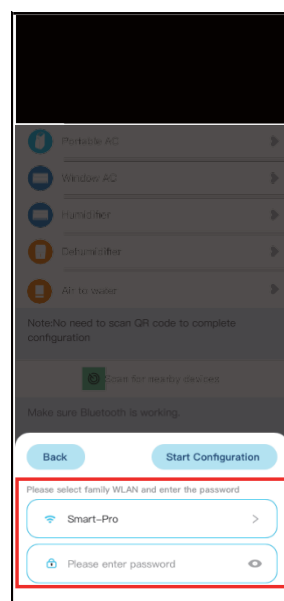 Portable AC
Window AC
Humidifier
Dehumidifier
Air to water
Note:No need to scan QR code to complete
configuration
Scan for nearby devices
Make sure Bluetooth is working.
Back
Start Configuration
Please select family WLAN and enter the password
Smart-Pro
Please enter password